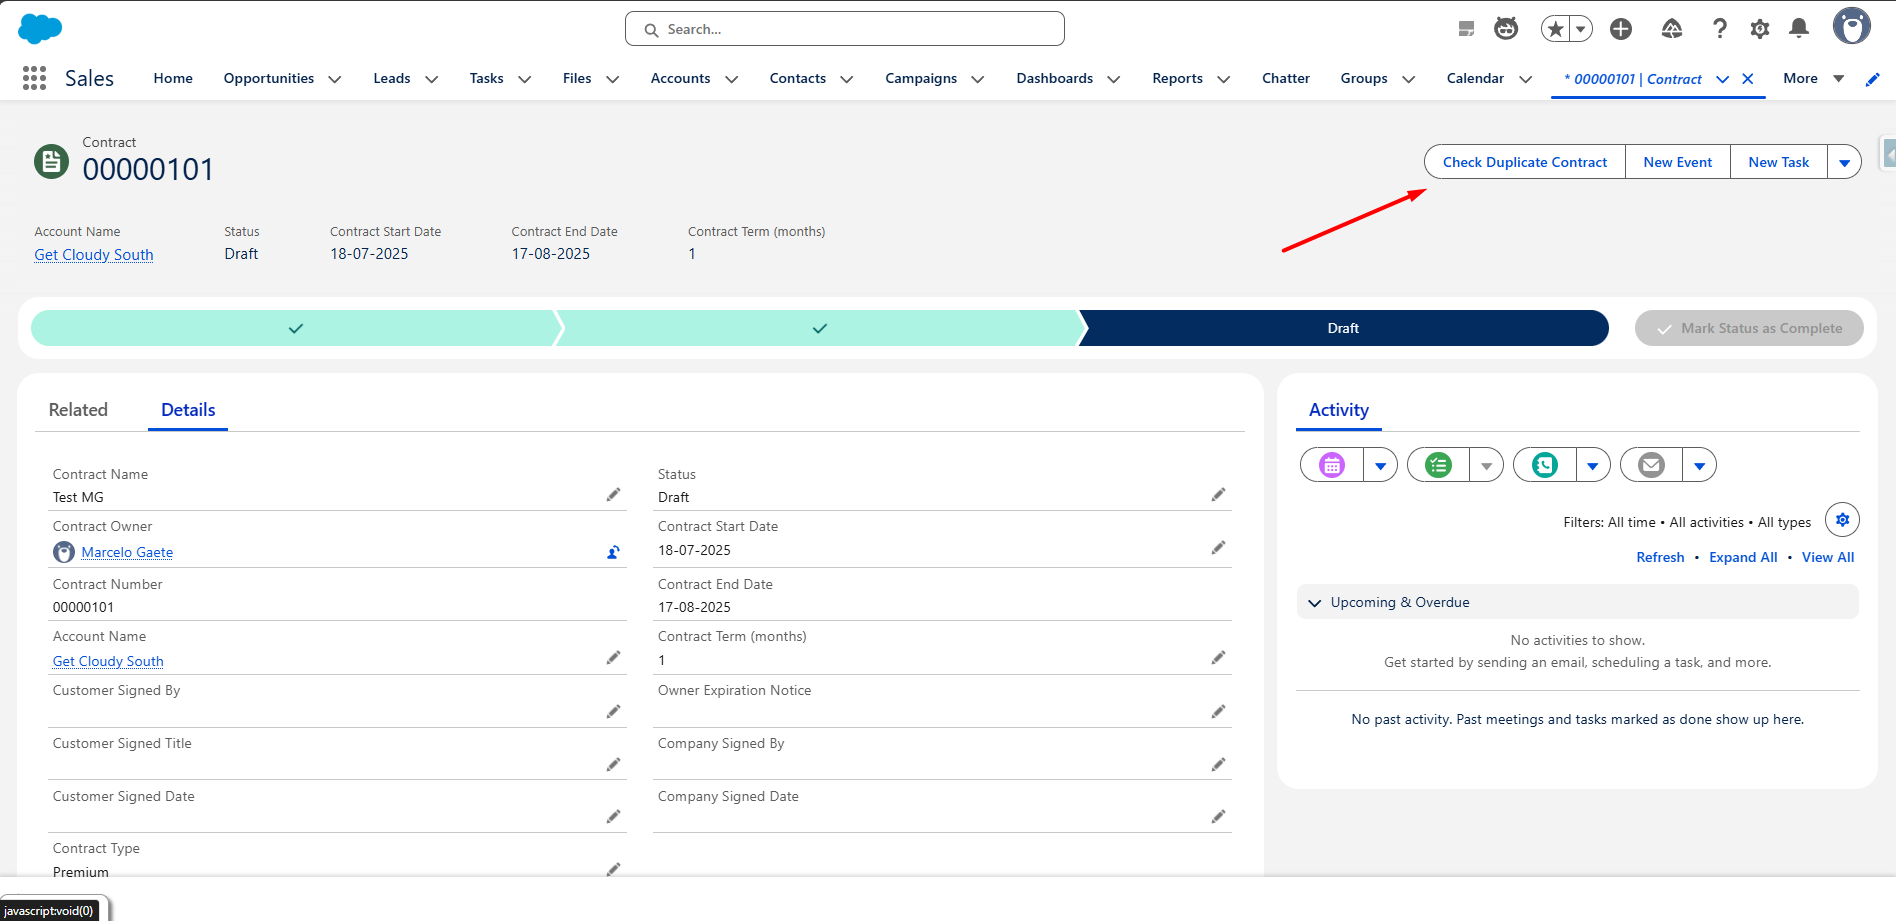 Search...
Sales
Home
Opportunities
Leads
Tasks
Files
Accounts
Contacts
Campaigns
Dashboards
Reports
Chatter
Groups
Calendar
* 00000101 | Contract
More
Contract
00000101
Check Duplicate Contract
New Event
New Task
Account Name
Status
Contract Start Date
Contract End Date
Contract Term (months)
Get Cloudy South
Draft
18-07-2025
17-08-2025
1
Draft
Mark Status as Complete
Related
Details
Contract Name
Test MG
Status
Draft
Contract Owner
Marcelo Gaete
Contract Start Date
18-07-2025
Contract Number
00000101
Contract End Date
17-08-2025
Account Name
Get Cloudy South
Contract Term (months)
1
Customer Signed By
Owner Expiration Notice
Customer Signed Title
Company Signed By
Customer Signed Date
Company Signed Date
Contract Type
Premium
Activity
Filters: All time • All activities • All types
Refresh • Expand All • View All
Upcoming & Overdue
No activities to show.
Get started by sending an email, scheduling a task, and more.
No past activity. Past meetings and tasks marked as done show up here.
javascript:void(0)